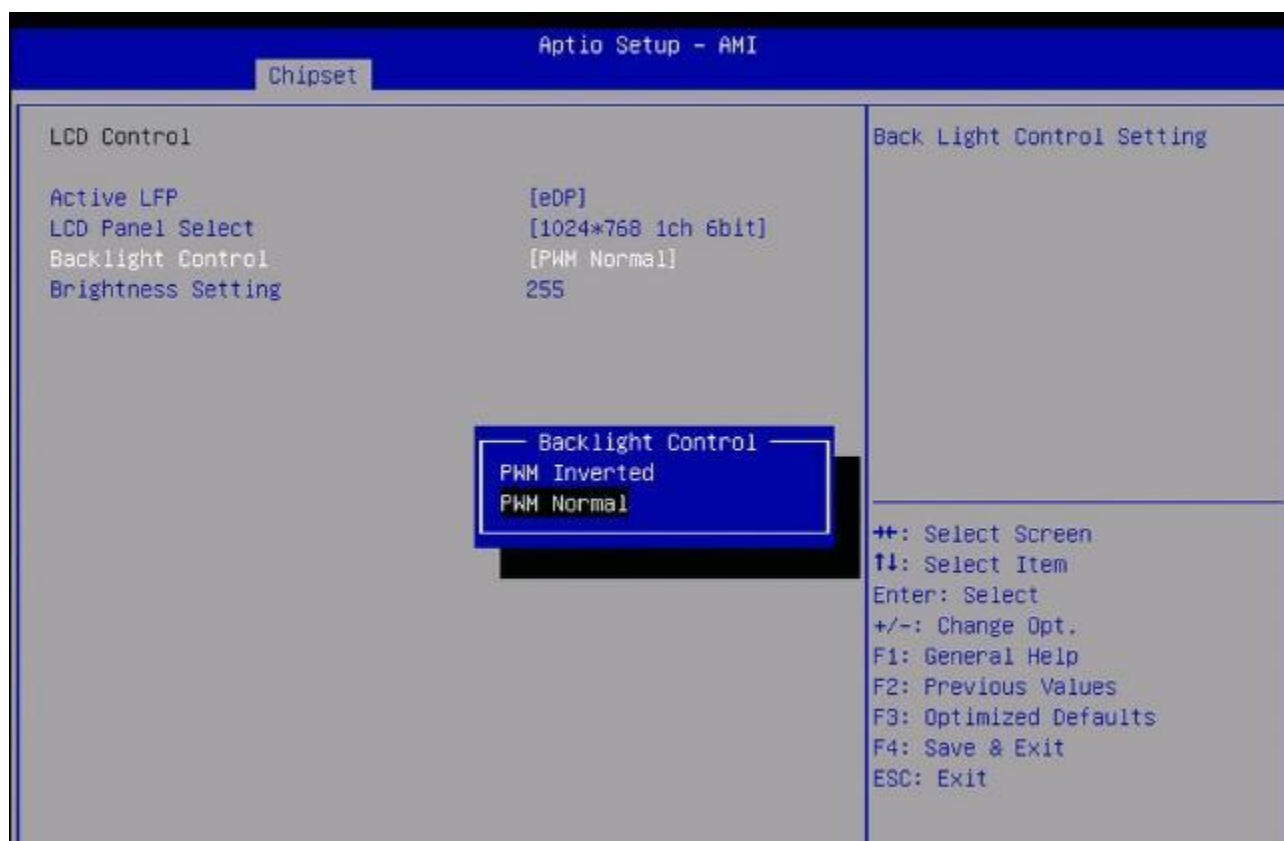 Aptio Setup - AMI
Chipset
LCD Control
Active LFP [eDP]
LCD Panel Select [1024*768 1ch 6bit]
Backlight Control [PWM Normal]
Brightness Setting 255
Backlight Control
PWM Inverted
PWM Normal
Back Light Control Setting
→←: Select Screen
↑↓: Select Item
Enter: Select
+/-: Change Opt.
F1: General Help
F2: Previous Values
F3: Optimized Defaults
F4: Save & Exit
ESC: Exit